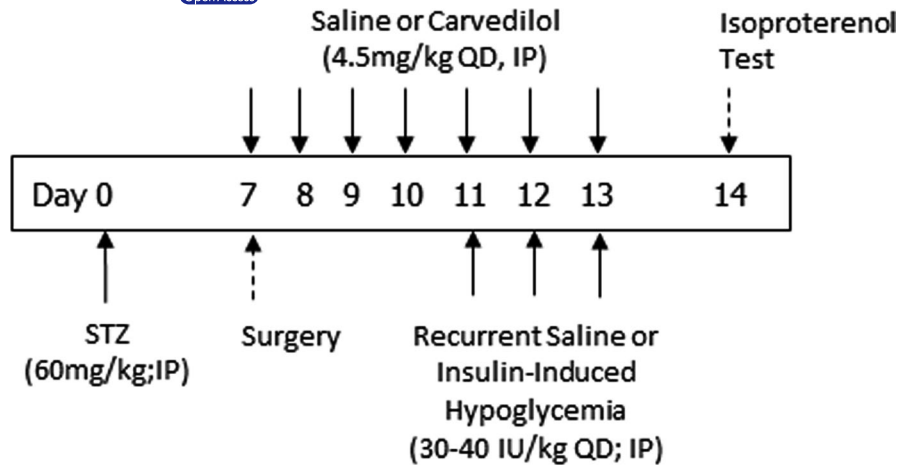 Saline or Carvedilol
(4.5mg/kg QD, IP)
Isoproterenol
Test
Day 0 7 8 9 10 11 12 13 14
STZ
(60mg/kg;IP)
Surgery
Recurrent Saline or
Insulin-Induced
Hypoglycemia
(30-40 IU/kg QD; IP)